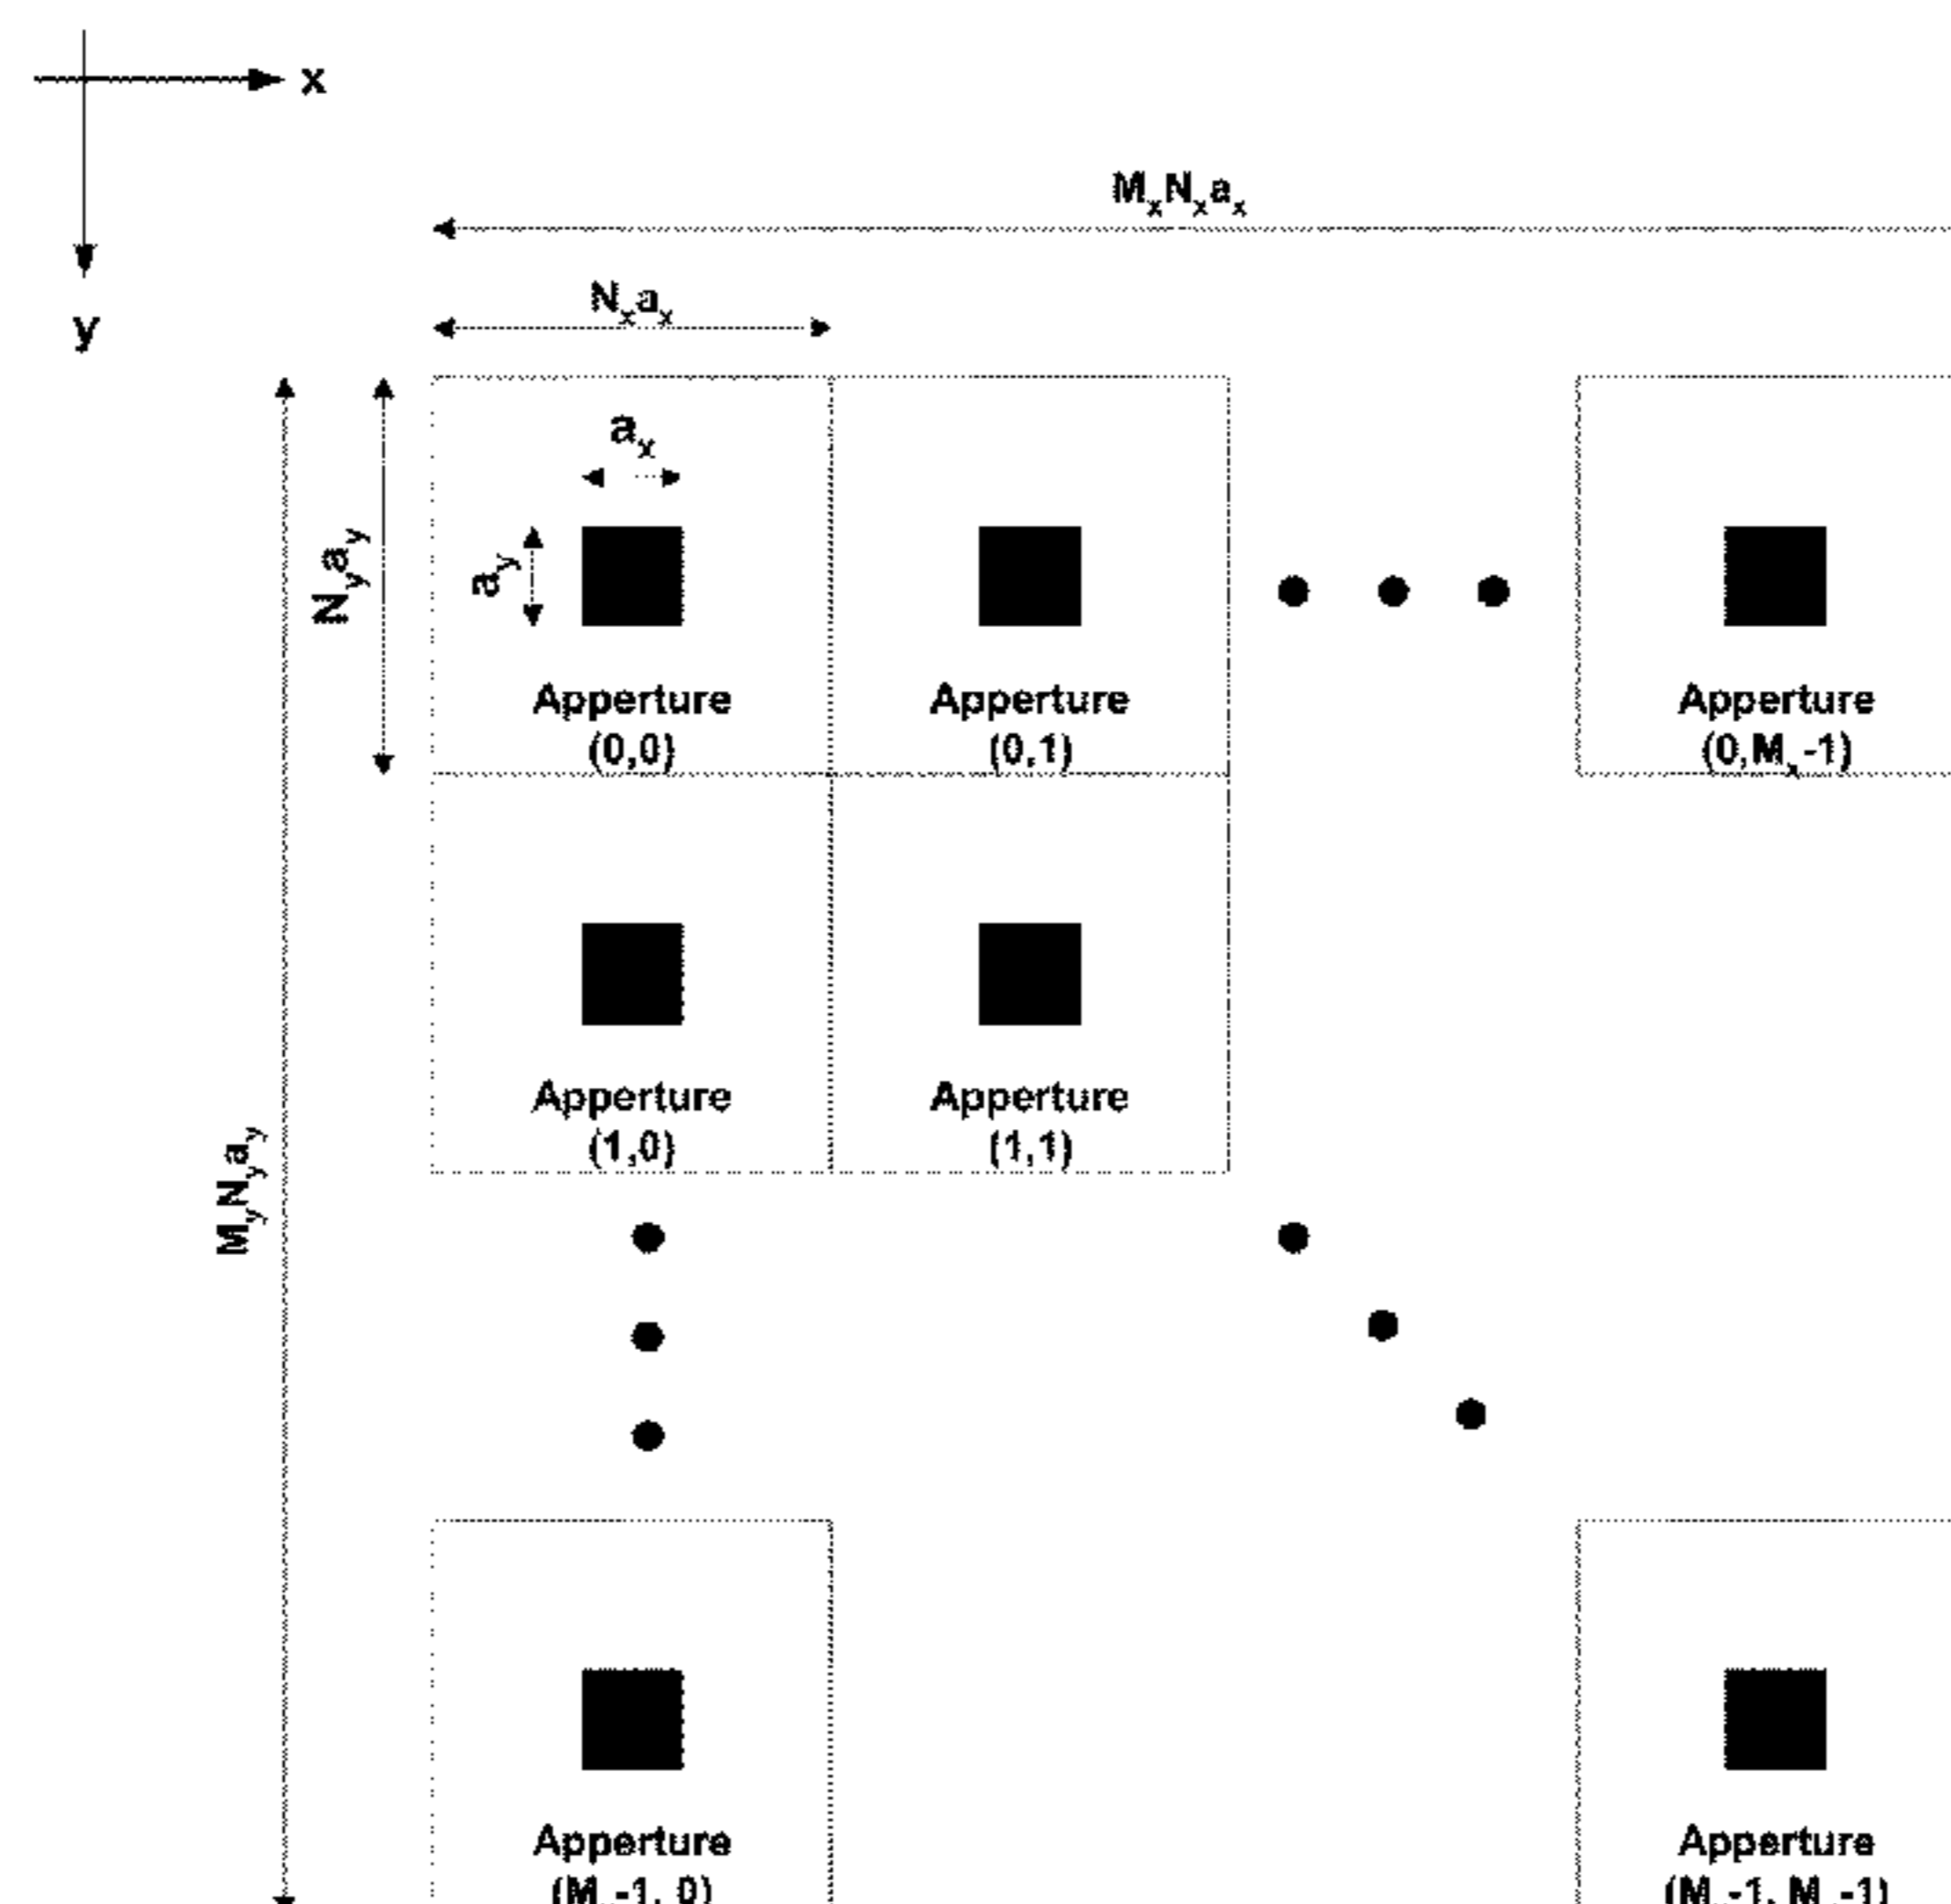 x
y
MxNxax
Nxax
ax
Nyay
ay
Apperture
(0,0)
Apperture
(0,1)
Apperture
(0,Mx-1)
Apperture
(1,0)
Apperture
(1,1)
MyNyay
Apperture
Apperture